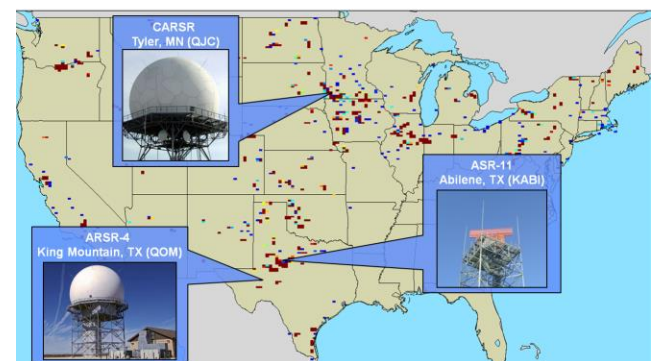 CARSR
Tyler, MN (QJC)
ASR-11
Abilene, TX (KABI)
ARSR-4
King Mountain, TX (QOM)